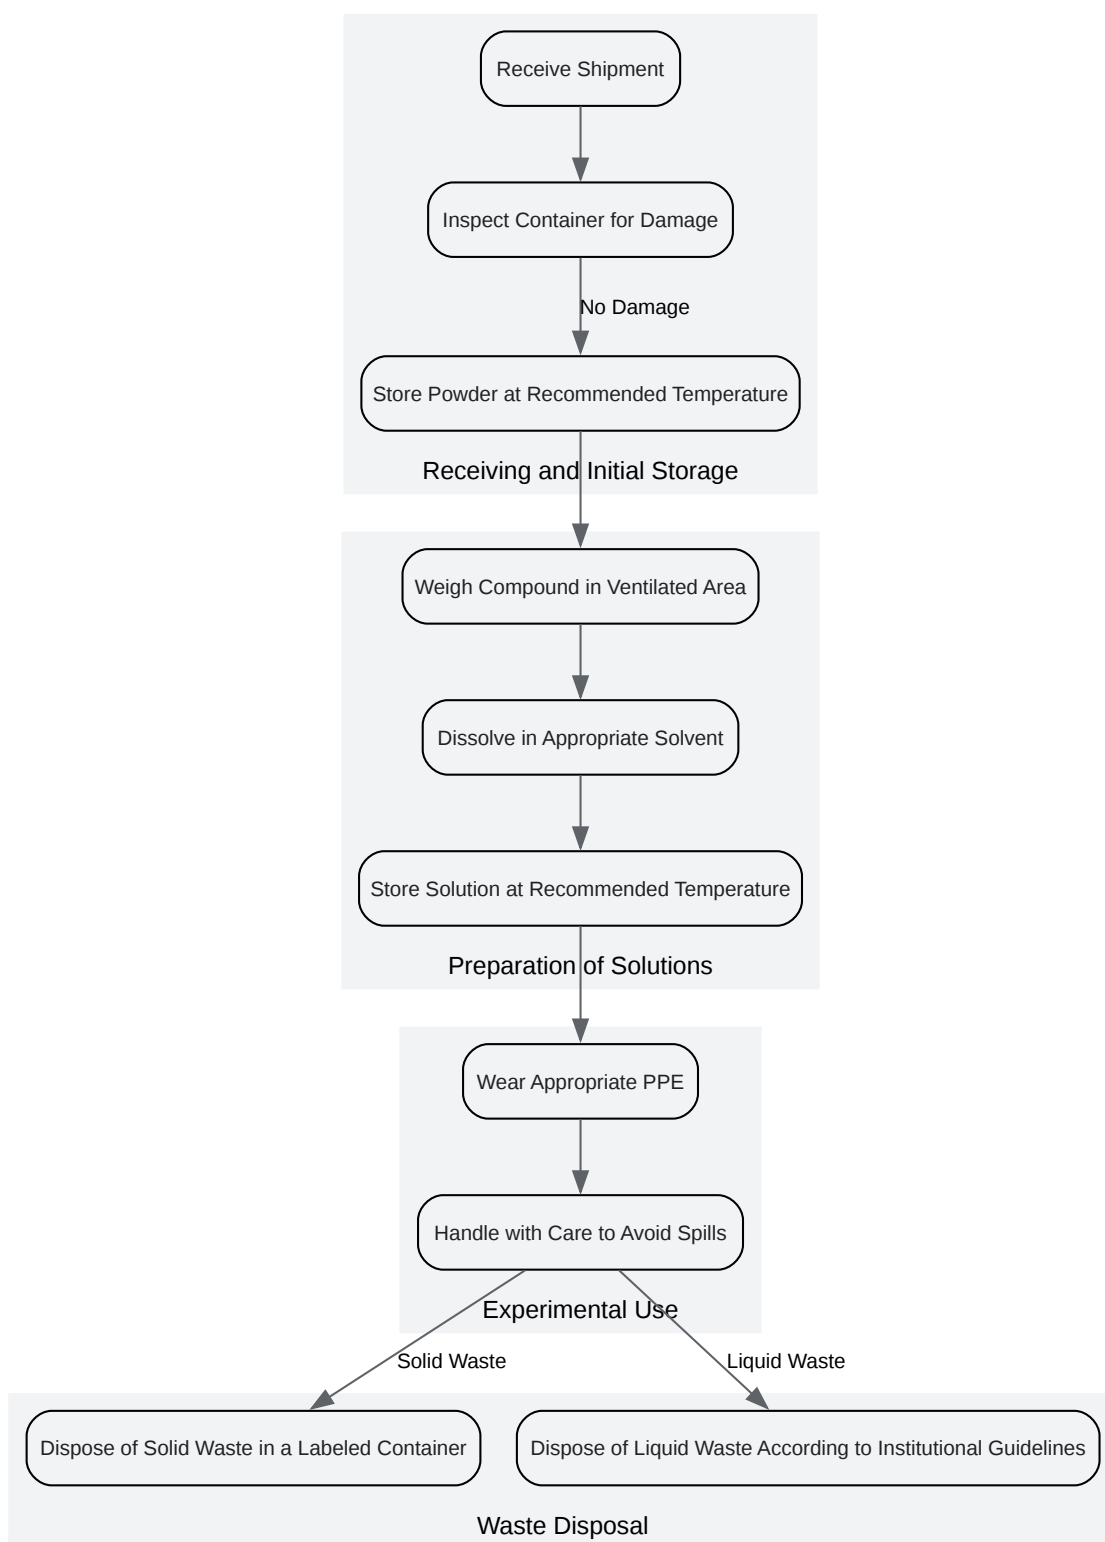 Receive Shipment
Inspect Container for Damage
No Damage
Store Powder at Recommended Temperature
Receiving and Initial Storage
Weigh Compound in Ventilated Area
Dissolve in Appropriate Solvent
Store Solution at Recommended Temperature
Preparation of Solutions
Wear Appropriate PPE
Handle with Care to Avoid Spills
Experimental Use
Solid Waste
Liquid Waste
Dispose of Solid Waste in a Labeled Container
Dispose of Liquid Waste According to Institutional Guidelines
Waste Disposal